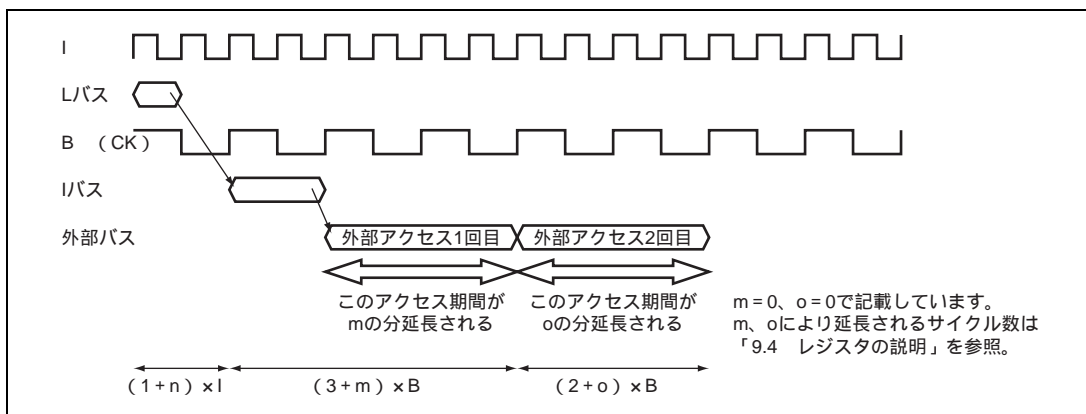 I
Lバス
B （CK）
Iバス
外部バス
外部アクセス1回目 外部アクセス2回目
このアクセス期間が
mの分延長される
このアクセス期間が
oの分延長される
m = 0、o = 0で記載しています。
m、oにより延長されるサイクル数は
「9.4 レジスタの説明」を参照。
（1 + n）× I （3 + m）× B （2 + o）× B